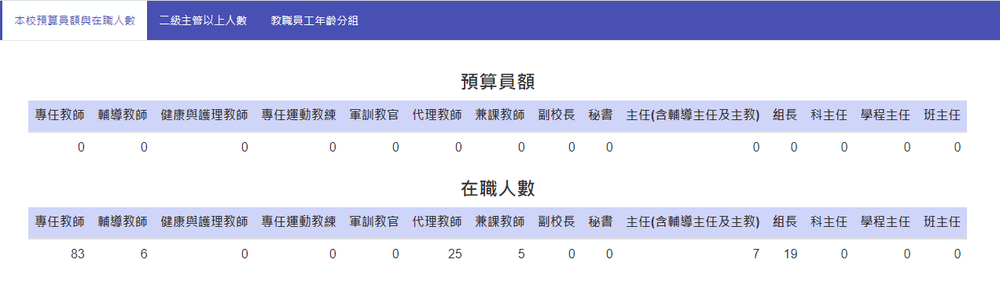 本校預算員額與在職人數 二級主管以上人數 教職員工年齡分組
預算員額
專任教師 輔導教師 健康與護理教師 專任運動教練 軍訓教官 代理教師 兼課教師 副校長 秘書 主任(含輔導主任及主教) 組長 科主任 學程主任 班主任
0 0 0 0 0 0 0 0 0 0 0 0 0 0
在職人數
專任教師 輔導教師 健康與護理教師 專任運動教練 軍訓教官 代理教師 兼課教師 副校長 秘書 主任(含輔導主任及主教) 組長 科主任 學程主任 班主任
83 6 0 0 0 25 5 0 0 7 19 0 0 0